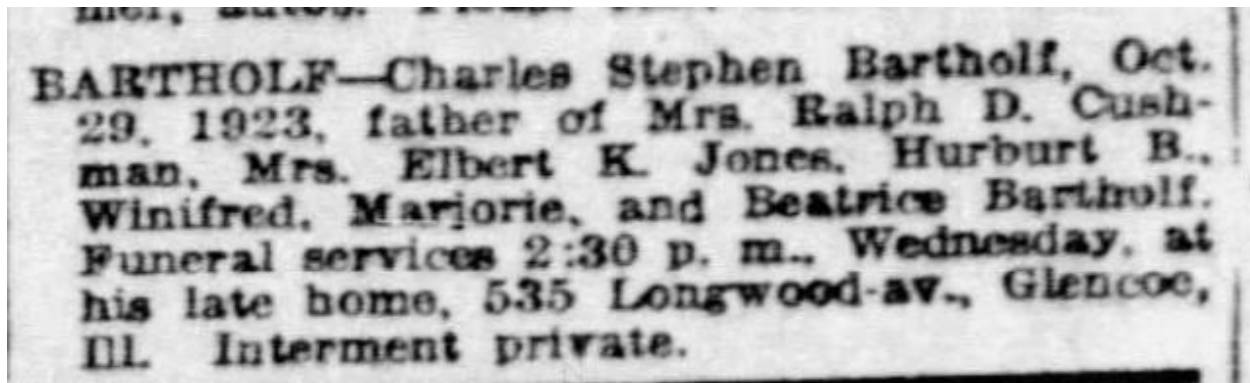 BARTHOLF—Charles Stephen Bartholf, Oct.
29, 1923, father of Mrs. Ralph D. Cush-
man, Mrs. Elbert K. Jones, Hurburt B.,
Winifred, Marjorie, and Beatrice Bartholf.
Funeral services 2:30 p. m., Wednesday, at
his late home, 535 Longwood-av., Glencoe,
Ill. Interment private.